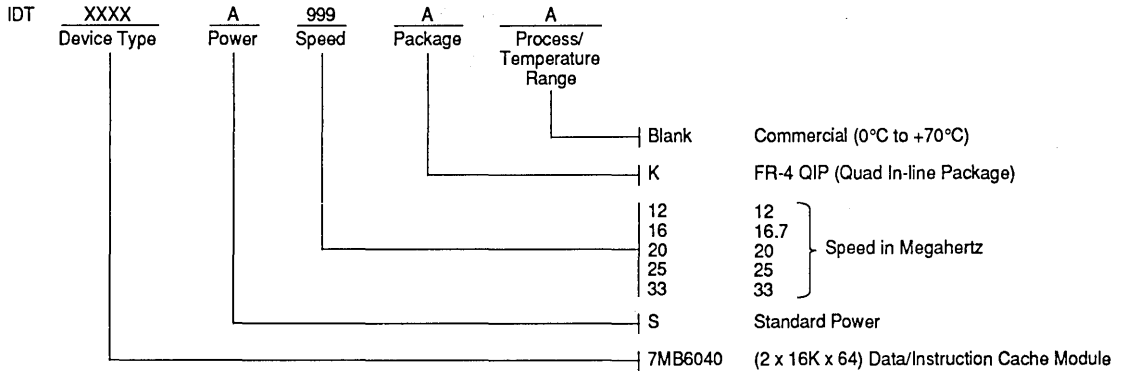 IDT XXXX A 999 A A
Device Type Power Speed Package Process/
Temperature
Range
Blank Commercial (0°C to +70°C)
K FR-4 QIP (Quad In-line Package)
12 12
16 16.7
20 20 Speed in Megahertz
25 25
33 33
S Standard Power
7MB6040 (2 x 16K x 64) Data/Instruction Cache Module